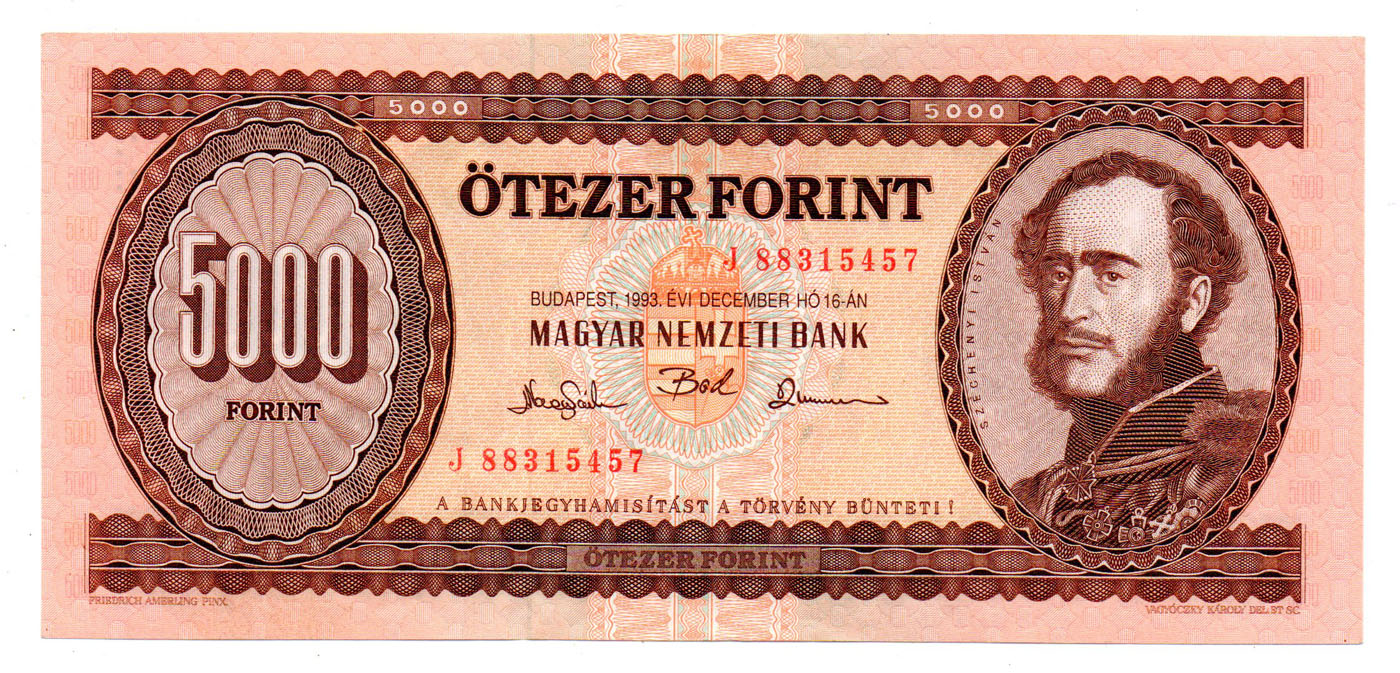 5000 5000
ÖTEZER FORINT
J 88315457
BUDAPEST, 1993. ÉVI DECEMBER HÓ 16-ÁN
MAGYAR NEMZETI BANK
5000
FORINT
SZÉCHENYI ISTVÁN
J 88315457
A BANKJEGYHAMISÍTÁST A TÖRVÉNY BÜNTETI!
ÖTEZER FORINT
FRIEDRICH AMERLING PINX.
VAGYÓCZKY KÁROLY DEL. ET SC.